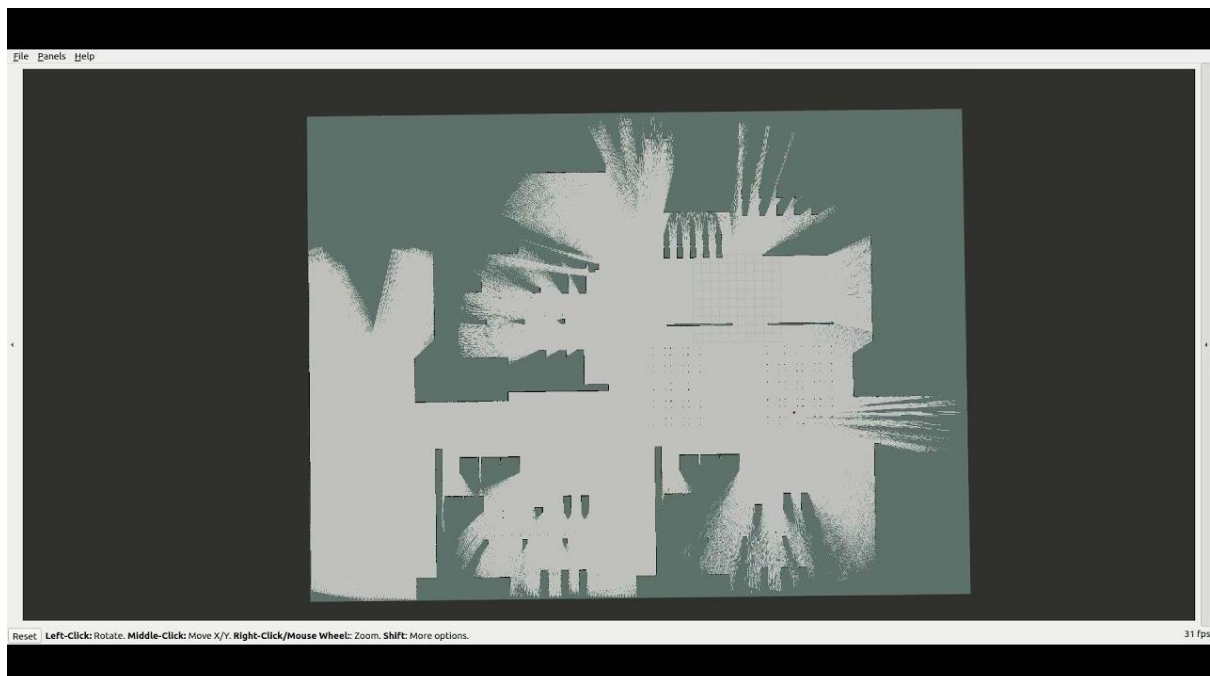 File Panels Help
Reset Left-Click: Rotate. Middle-Click: Move X/Y. Right-Click/Mouse Wheel:: Zoom. Shift: More options. 31 fps